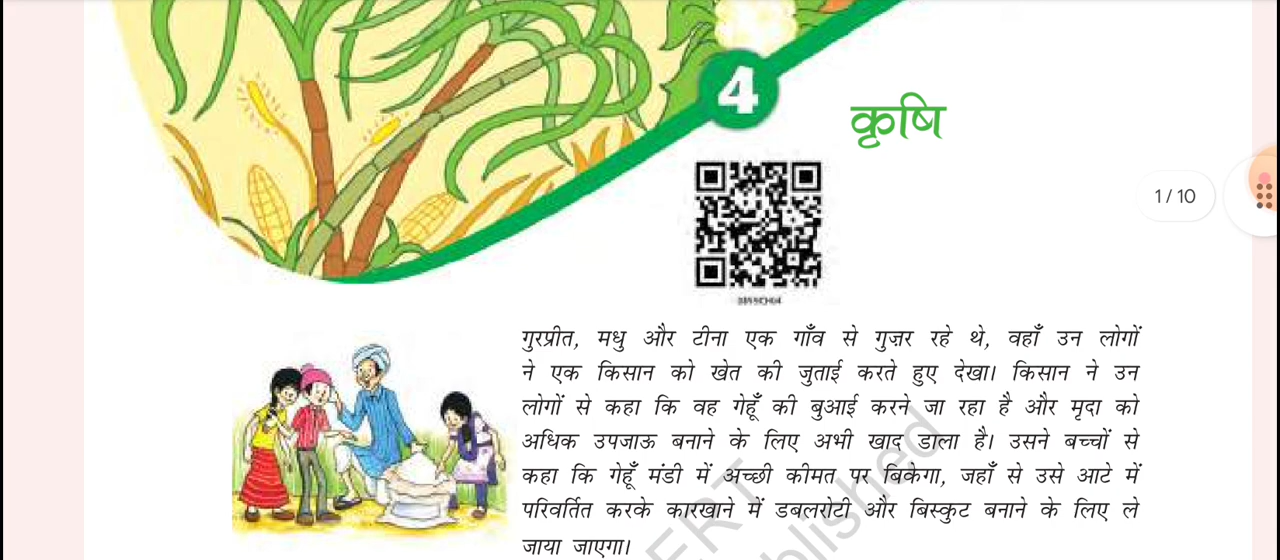 4
कृषि
1 / 10
गुरप्रीत, मधु और टीना एक गाँव से गुज़र रहे थे, वहाँ उन लोगों
ने एक किसान को खेत की जुताई करते हुए देखा। किसान ने उन
लोगों से कहा कि वह गेहूँ की बुआई करने जा रहा है और मृदा को
अधिक उपजाऊ बनाने के लिए अभी खाद डाला है। उसने बच्चों से
कहा कि गेहूँ मंडी में अच्छी कीमत पर बिकेगा, जहाँ से उसे आटे में
परिवर्तित करके कारखाने में डबलरोटी और बिस्कुट बनाने के लिए ले
जाया जाएगा।